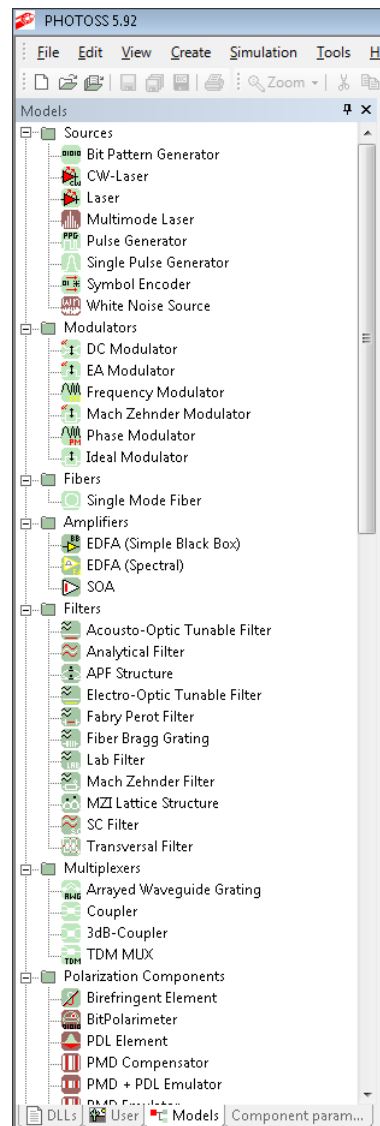 PHOTOSS 5.92
File Edit View Create Simulation Tools H
Zoom
Models
Sources
Bit Pattern Generator
CW-Laser
Laser
Multimode Laser
Pulse Generator
Single Pulse Generator
Symbol Encoder
White Noise Source
Modulators
DC Modulator
EA Modulator
Frequency Modulator
Mach Zehnder Modulator
Phase Modulator
Ideal Modulator
Fibers
Single Mode Fiber
Amplifiers
EDFA (Simple Black Box)
EDFA (Spectral)
SOA
Filters
Acousto-Optic Tunable Filter
Analytical Filter
APF Structure
Electro-Optic Tunable Filter
Fabry Perot Filter
Fiber Bragg Grating
Lab Filter
Mach Zehnder Filter
MZI Lattice Structure
SC Filter
Transversal Filter
Multiplexers
Arrayed Waveguide Grating
Coupler
3dB-Coupler
TDM MUX
Polarization Components
Birefringent Element
BitPolarimeter
PDL Element
PMD Compensator
PMD + PDL Emulator
PMD Emulator
DLLs User Models Component param...